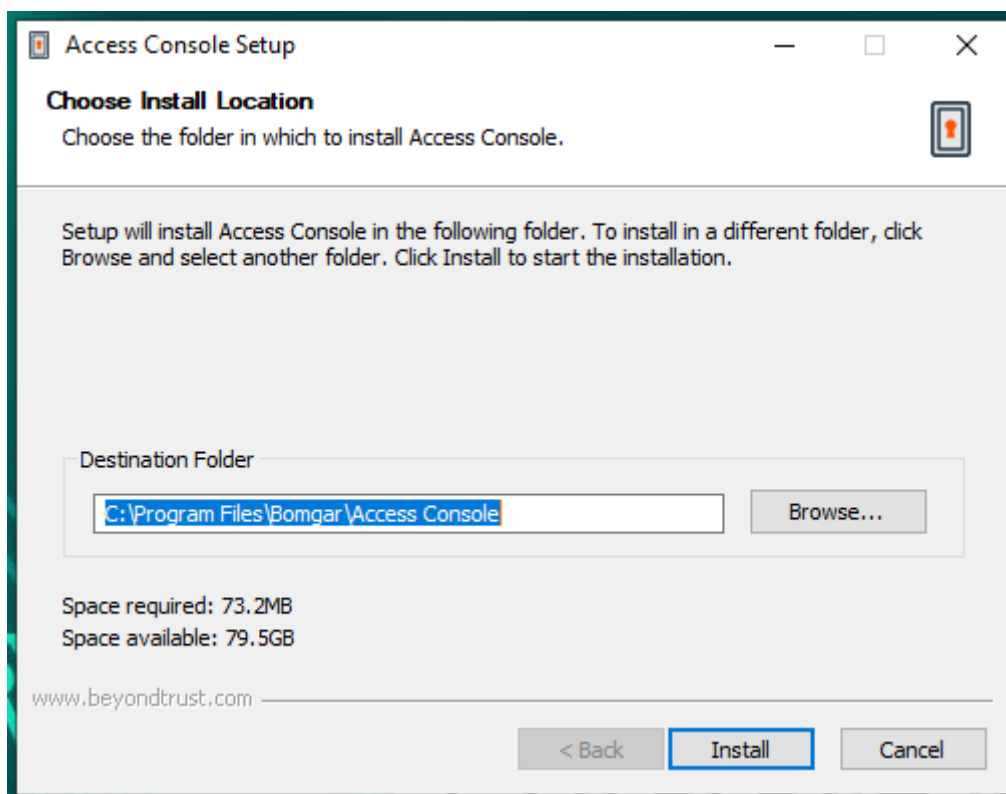 Access Console Setup
Choose Install Location
Choose the folder in which to install Access Console.
Setup will install Access Console in the following folder. To install in a different folder, click
Browse and select another folder. Click Install to start the installation.
Destination Folder
C:\Program Files\Bomgar\Access Console
Browse...
Space required: 73.2MB
Space available: 79.5GB
www.beyondtrust.com
< Back
Install
Cancel